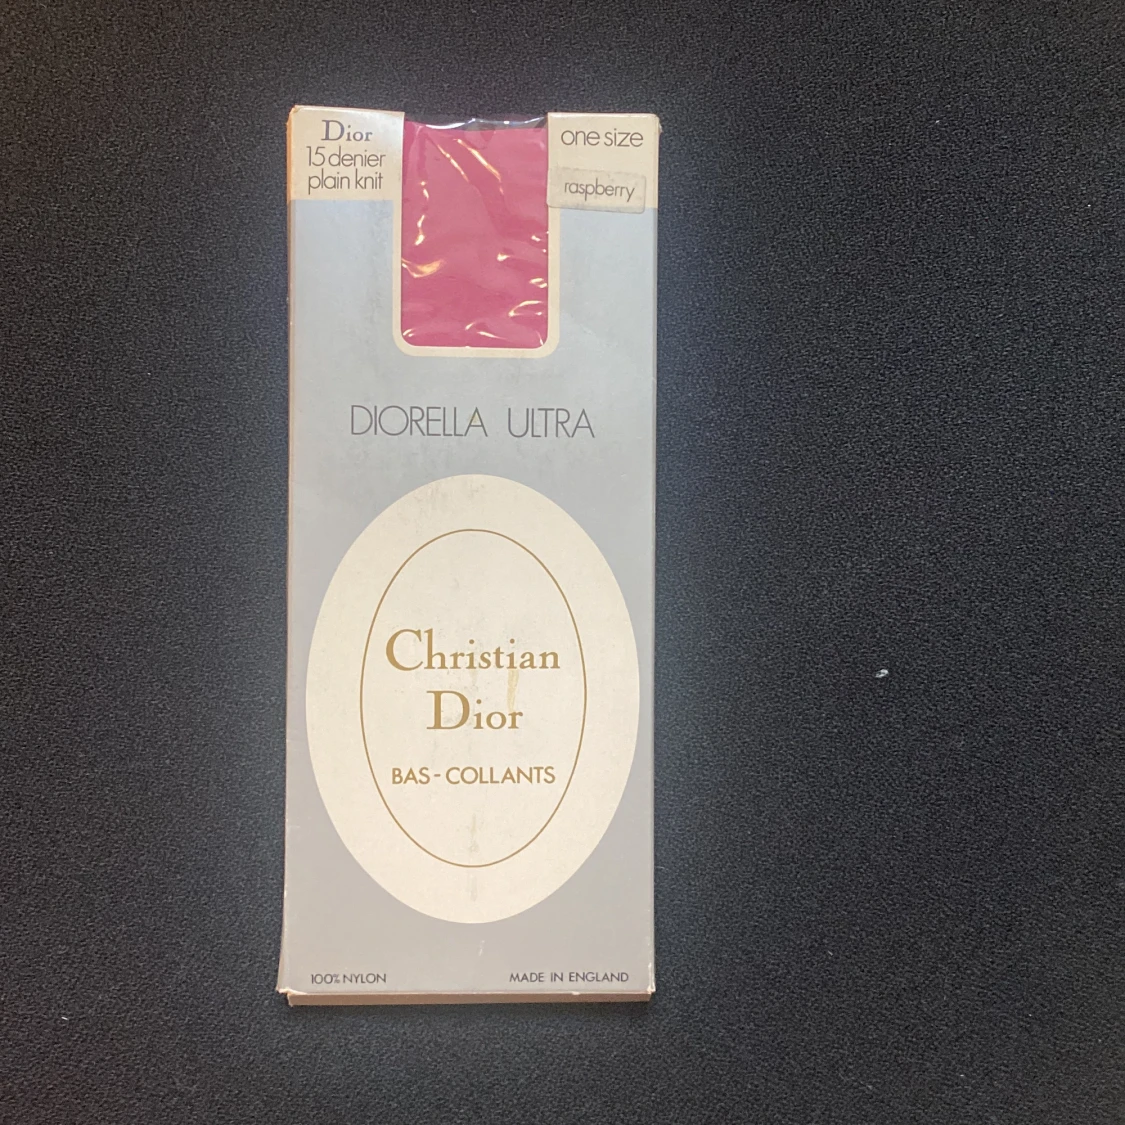 Dior
15 denier
plain knit
one size
raspberry
DIORELLA ULTRA
Christian
Dior
BAS-COLLANTS
100% NYLON
MADE IN ENGLAND